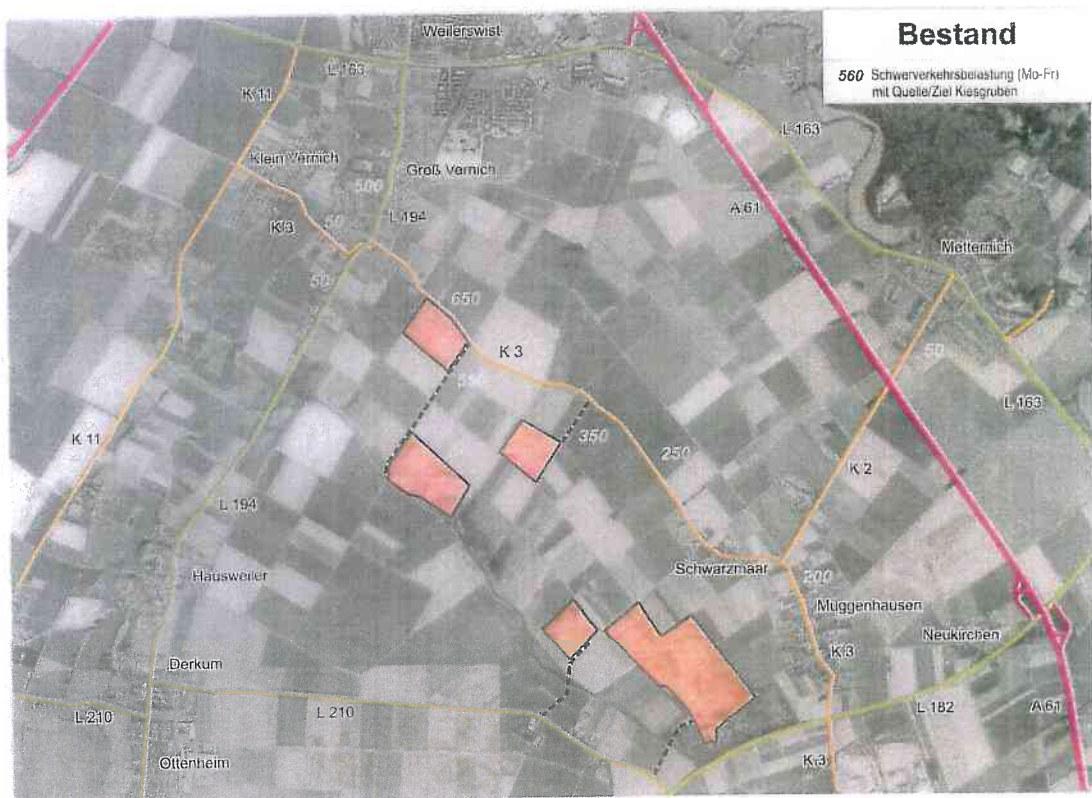 Bestand
560 Schwerverkehrsbelastung (Mo-Fr)
mit Quelle/Ziel Kiesgruben
Weilerswist
L 163
K 11
L 163
Klein Vernich
Groß Vernich
500
A 61
L 194
50
K 3
Metternich
50
650
K 3
50
L 163
350
K 11
250
K 2
L 194
Schwarzmaar
Hausweiler
200
Müggenhausen
Neukirchen
K 3
Derkum
L 210
L 210
L 182
A 61
Ottenheim
K 3